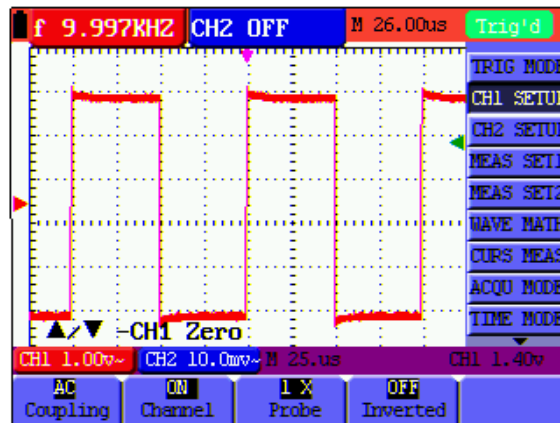 f 9.997KHZ CH2 OFF M 26.00us Trig'd
TRIG MODE
CH1 SETUP
CH2 SETUP
MEAS SET1
MEAS SET2
WAVE MATH
CURS MEAS
ACQU MODE
TIME MODE
▲/▼ -CH1 Zero
CH1 1.00v~ CH2 10.0mv~ M 25.us CH1 1.40v
AC ON 1 X OFF
Coupling Channel Probe Inverted